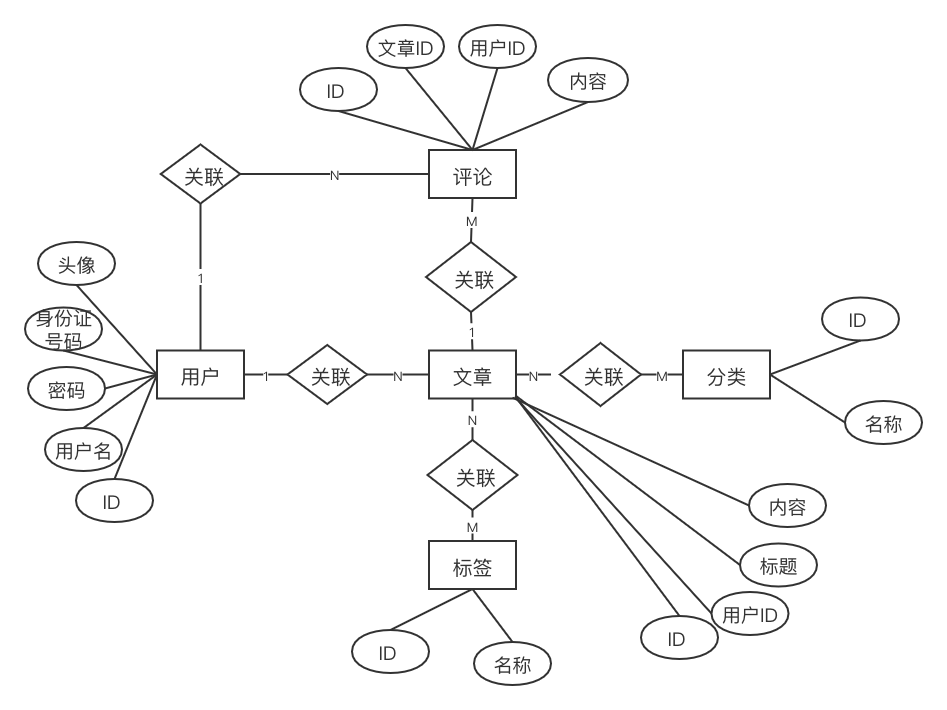 文章ID
用户ID
ID
内容
关联
N
评论
M
头像
1
关联
ID
身份证
号码
1
密码
用户
1
关联
N
文章
N
关联
M
分类
名称
用户名
N
ID
关联
内容
M
标签
标题
用户ID
ID
ID
名称